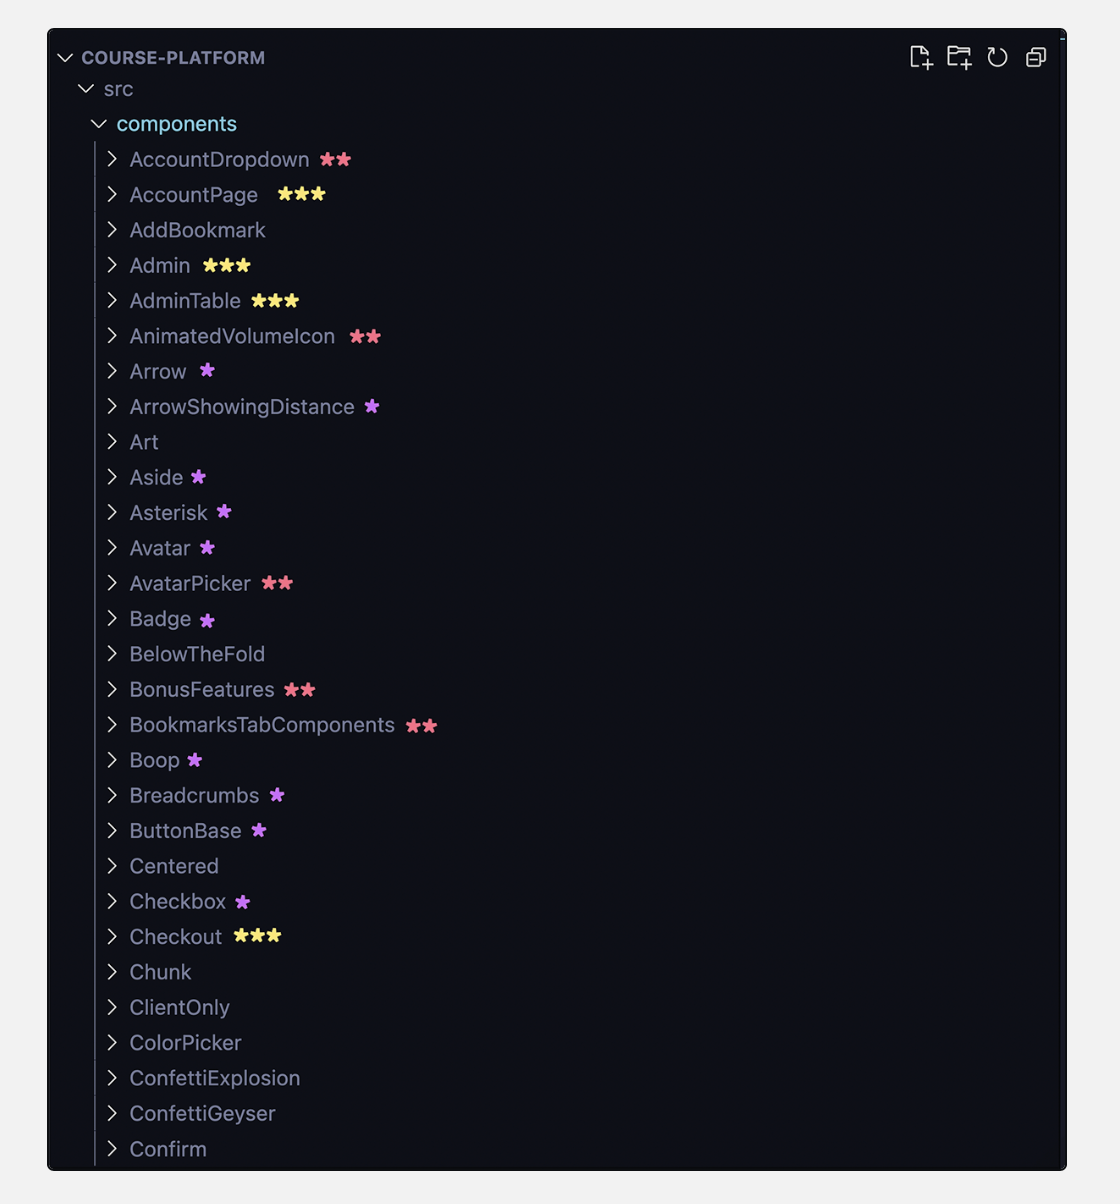 COURSE-PLATFORM
src
components
AccountDropdown **
AccountPage ***
AddBookmark
Admin ***
AdminTable ***
AnimatedVolumeIcon **
Arrow *
ArrowShowingDistance *
Art
Aside *
Asterisk *
Avatar *
AvatarPicker **
Badge *
BelowTheFold
BonusFeatures **
BookmarksTabComponents **
Boop *
Breadcrumbs *
ButtonBase *
Centered
Checkbox *
Checkout ***
Chunk
ClientOnly
ColorPicker
ConfettiExplosion
ConfettiGeyser
Confirm